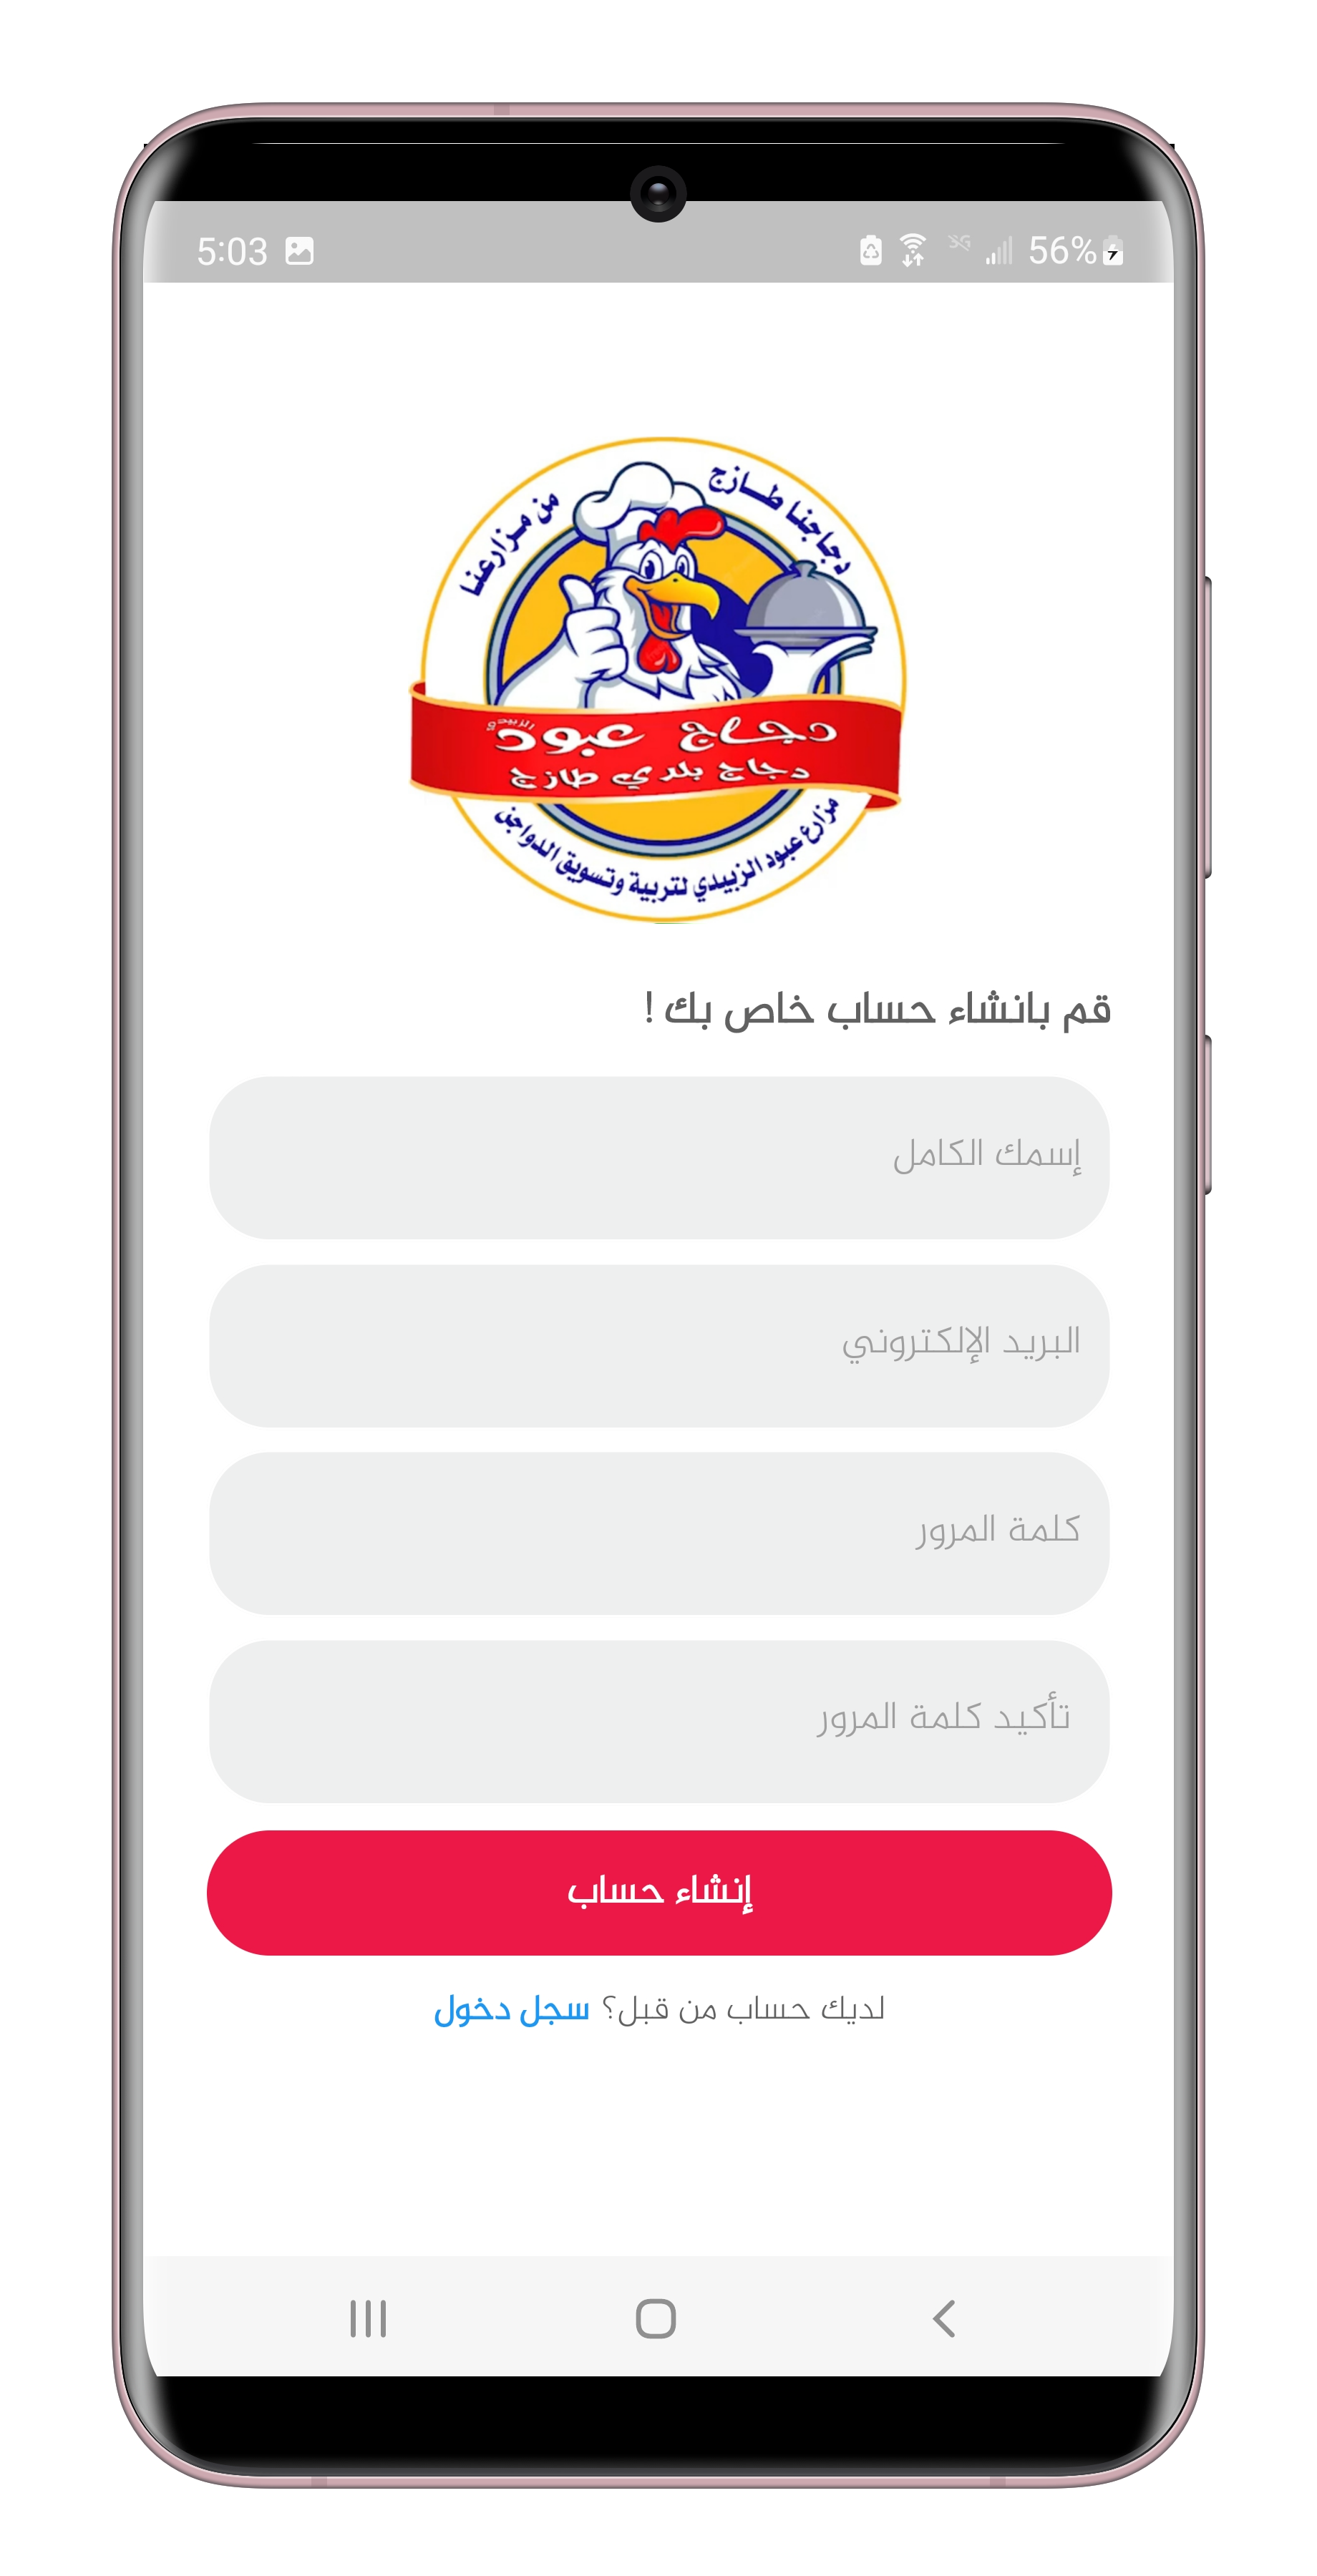 5:03
56%
من مزارعنا
دجاجنا طازج
دجاج عبود
الزبيدي
دجاج بلدي طازج
مزارع عبود الزبيدي لتربية وتسويق الدواجن
قم بانشاء حساب خاص بك !
إسمك الكامل
البريد الإلكتروني
كلمة المرور
تأكيد كلمة المرور
إنشاء حساب
لديك حساب من قبل؟ سجل دخول